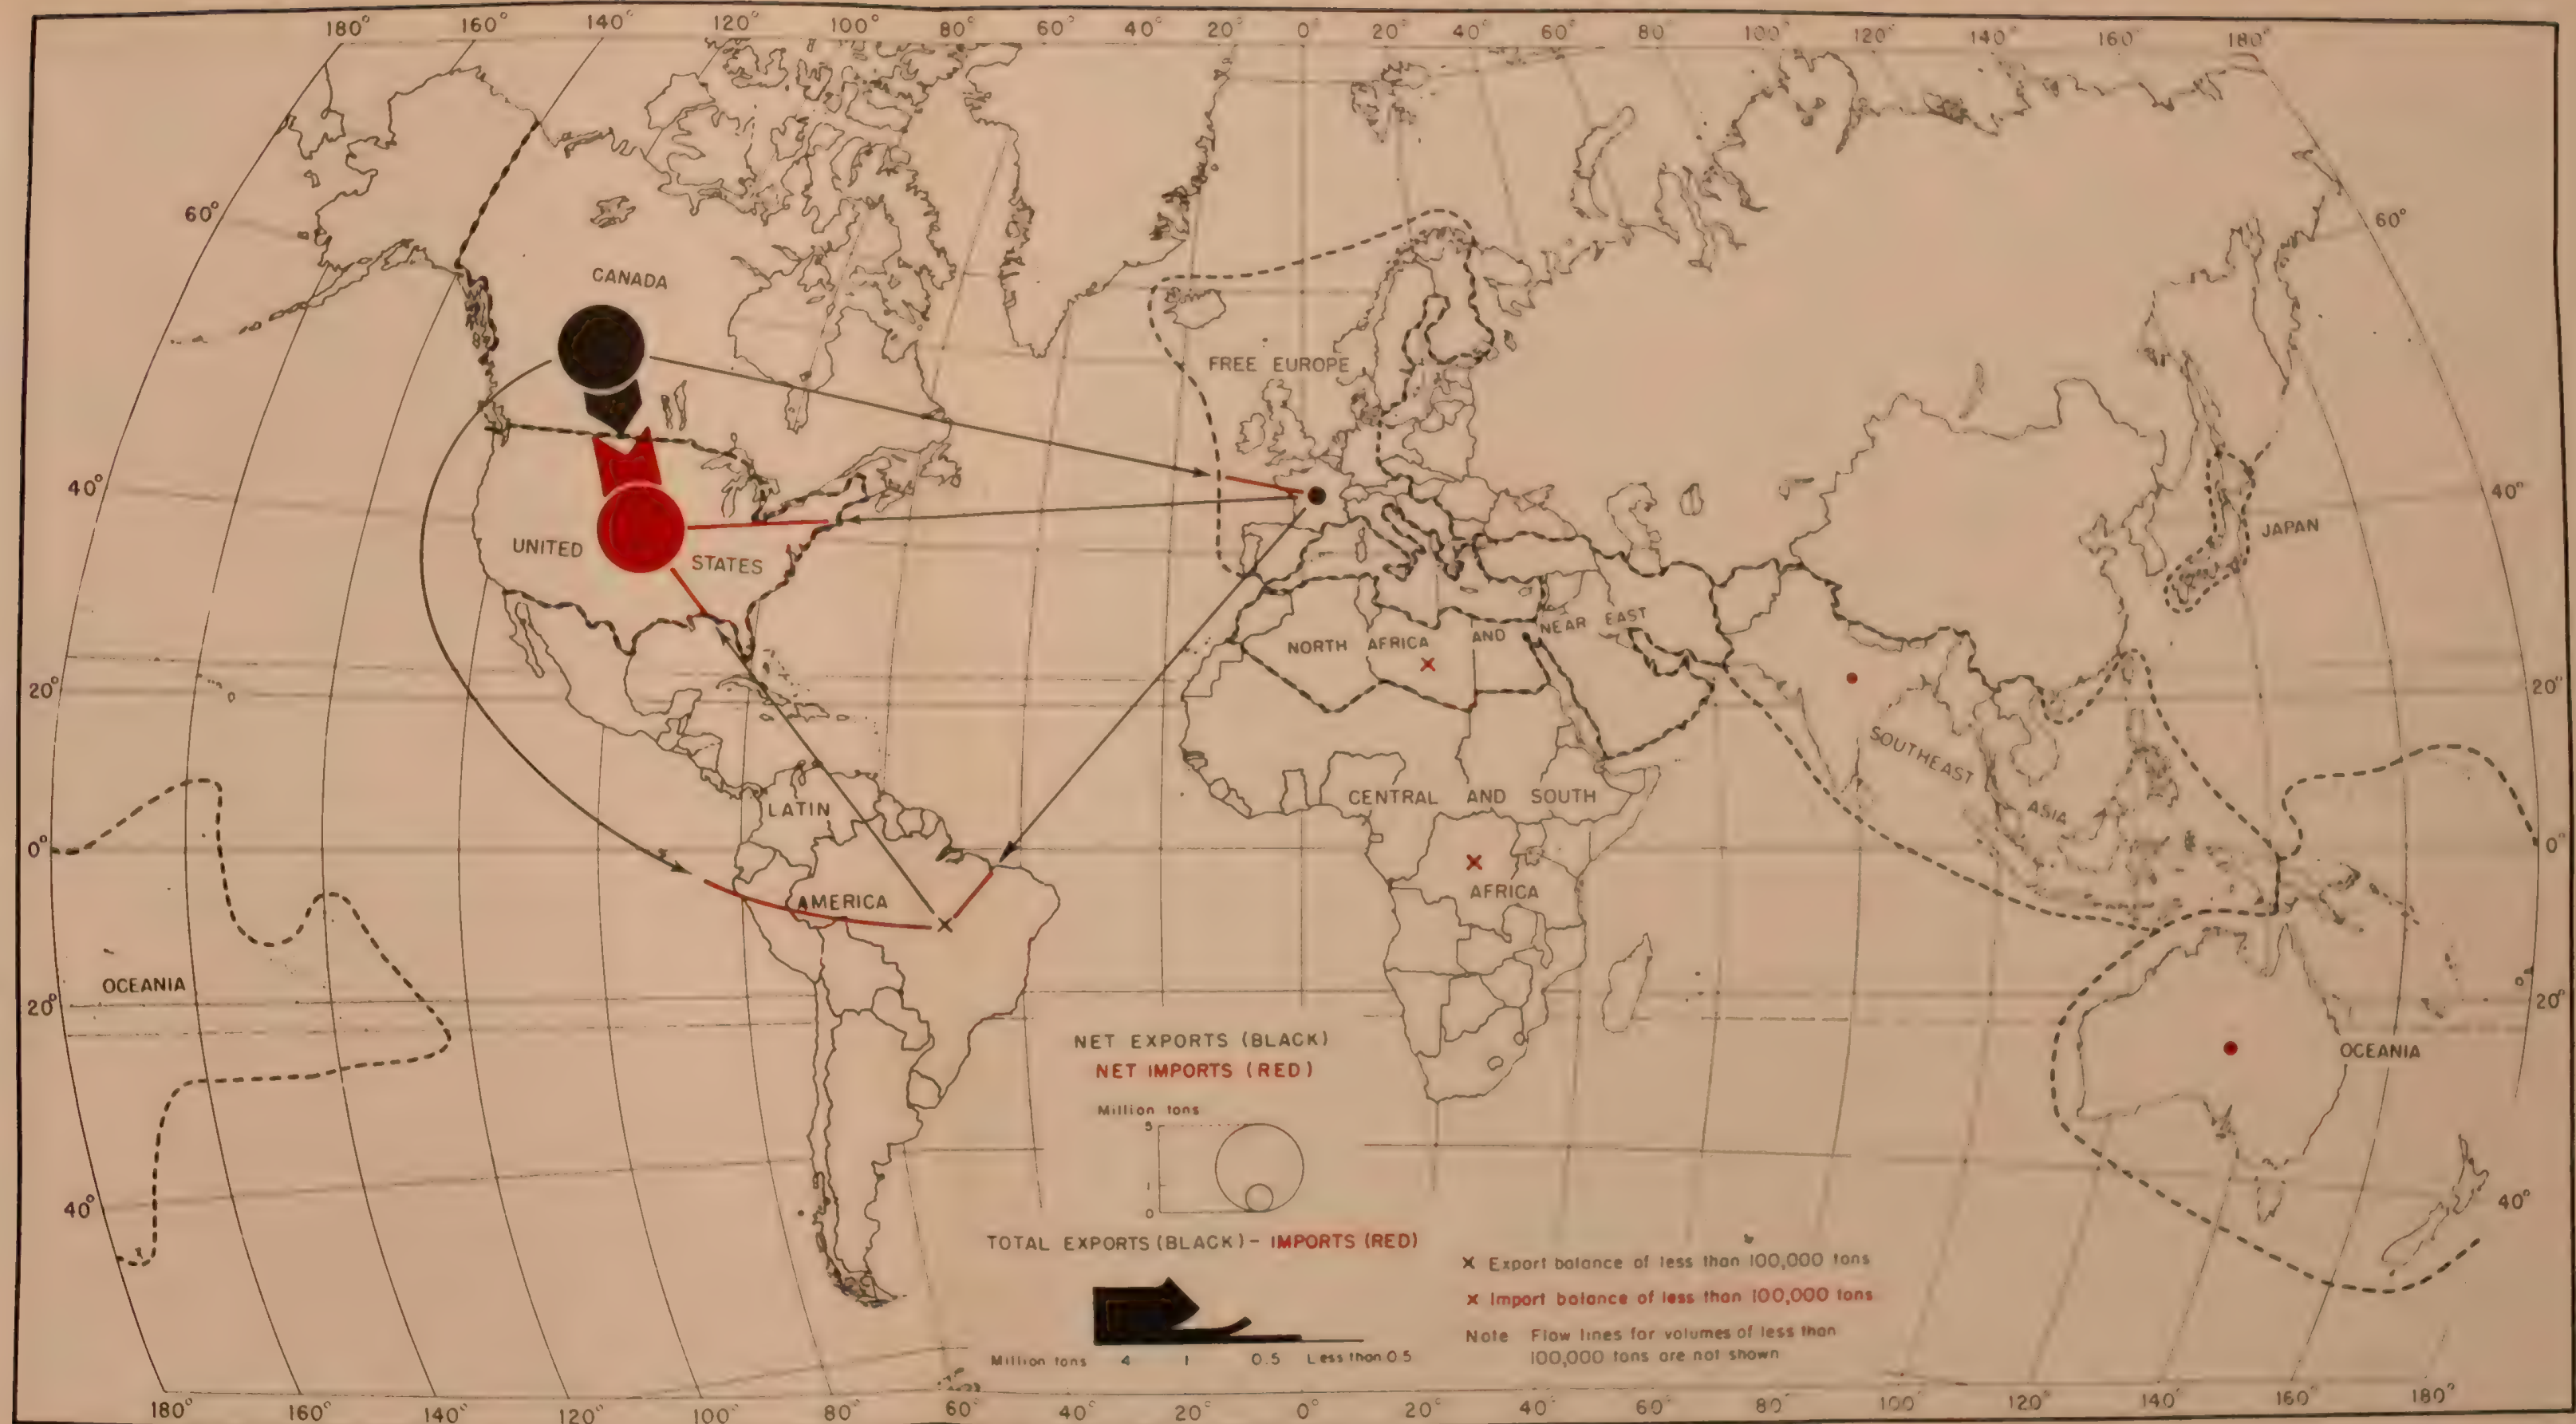 180° 160° 140° 120° 100° 80° 60° 40° 20° 0° 20° 40° 60° 80° 100° 120° 140° 160° 180°
60° 60°
CANADA
FREE EUROPE
40° 40°
JAPAN
UNITED STATES
NORTH AFRICA AND NEAR EAST
20° 20°
SOUTHEAST ASIA
LATIN AMERICA
CENTRAL AND SOUTH AFRICA
0° 0°
OCEANIA
20° 20°
OCEANIA
NET EXPORTS (BLACK)
NET IMPORTS (RED)
Million tons
5
1
0
40° 40°
TOTAL EXPORTS (BLACK) - IMPORTS (RED)
Million tons 4 1 0.5 Less than 0.5
x Export balance of less than 100,000 tons
x Import balance of less than 100,000 tons
Note Flow lines for volumes of less than
100,000 tons are not shown
180° 160° 140° 120° 100° 80° 60° 40° 20° 0° 20° 40° 60° 80° 100 120° 140° 160° 180°